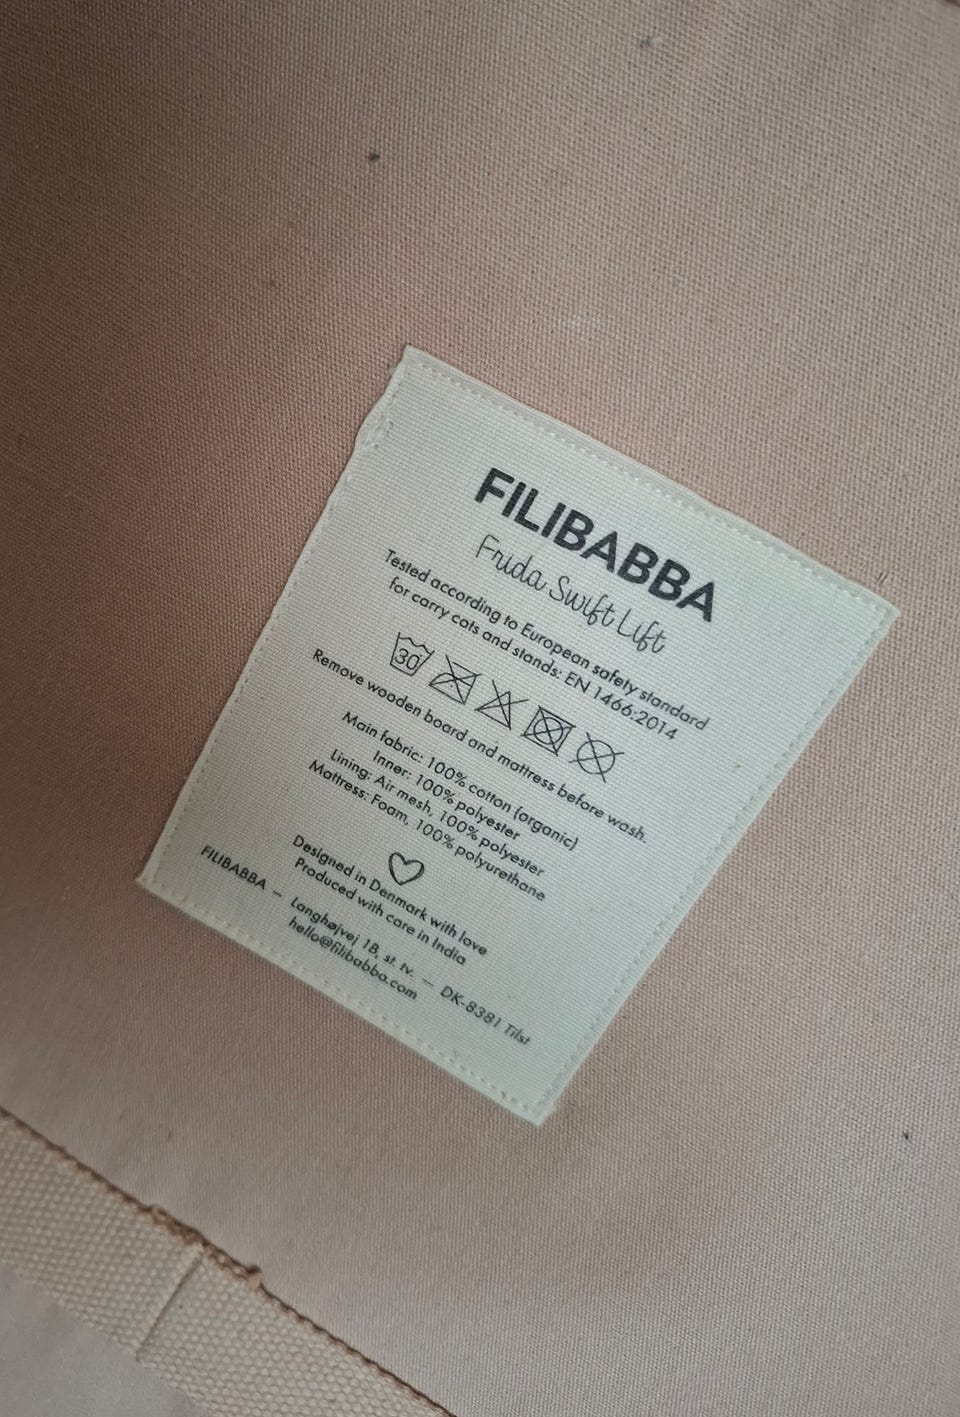 FILIBABBA
Frida Swift Lift
Tested according to European safety standard
for carry cots and stands: EN 1466:2014
30
Remove wooden board and mattress before wash.
Main fabric: 100% cotton (organic)
Inner: 100% polyester
Lining: Air mesh, 100% polyester
Mattress: Foam, 100% polyurethane
Designed in Denmark with love
Produced with care in India
FILIBABBA — Langhøjvej 1B, st. tv. — DK-8381 Tilst
hello@filibabba.com